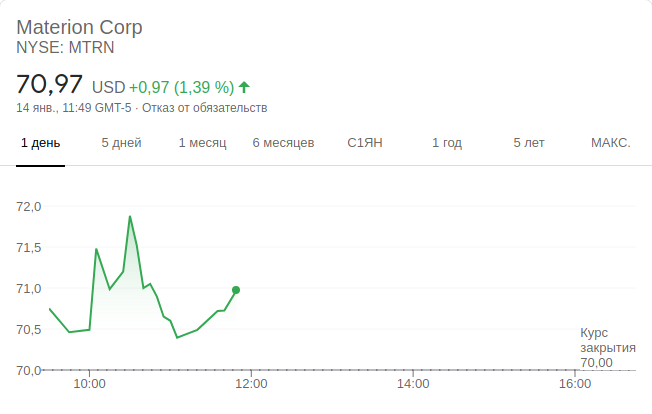 Materion Corp
NYSE: MTRN
70,97 USD +0,97 (1,39 %)
14 янв., 11:49 GMT-5 · Отказ от обязательств
1 день 5 дней 1 месяц 6 месяцев С1ЯН 1 год 5 лет МАКС.
72,0
71,5
71,0
70,5
70,0
Курс
закрытия
70,00
10:00 12:00 14:00 16:00